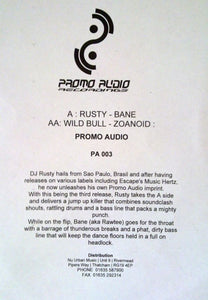 PROMO AUDIO
RECORDINGS
A : RUSTY - BANE
AA: WILD BULL - ZOANOID :
PROMO AUDIO
PA 003
DJ Rusty hails from Sao Paulo, Brasil and after having
releases on various labels including Escape's Music Hertz,
he now unleashes his own Promo Audio imprint.
With this being the third release, Rusty takes the A side
and delivers a jump up killer that combines soundclash
shouts, rattling drums and a bass line that packs a mighty
punch.
While on the flip, Bane (aka Rawtee) goes for the throat
with a barrage of thunderous breaks and a phat, dirty bass
line that will keep the dance floors held in a full on
headlock.
Distribution
Nu Urban Music | Unit 9 | Rivermead
Pipers Way | Thatcham | RG19 4EP
PHONE: 01635 587900
FAX: 01635 292314